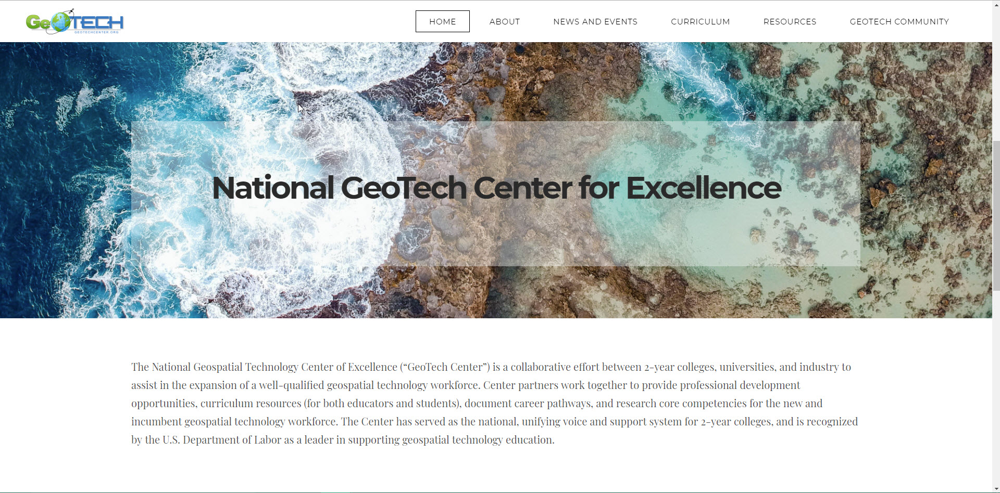 GeoTECH
GEOTECHCENTER.ORG
HOME
ABOUT
NEWS AND EVENTS
CURRICULUM
RESOURCES
GEOTECH COMMUNITY
National GeoTech Center for Excellence
The National Geospatial Technology Center of Excellence (“GeoTech Center”) is a collaborative effort between 2-year colleges, universities, and industry to
assist in the expansion of a well-qualified geospatial technology workforce. Center partners work together to provide professional development
opportunities, curriculum resources (for both educators and students), document career pathways, and research core competencies for the new and
incumbent geospatial technology workforce. The Center has served as the national, unifying voice and support system for 2-year colleges, and is recognized
by the U.S. Department of Labor as a leader in supporting geospatial technology education.